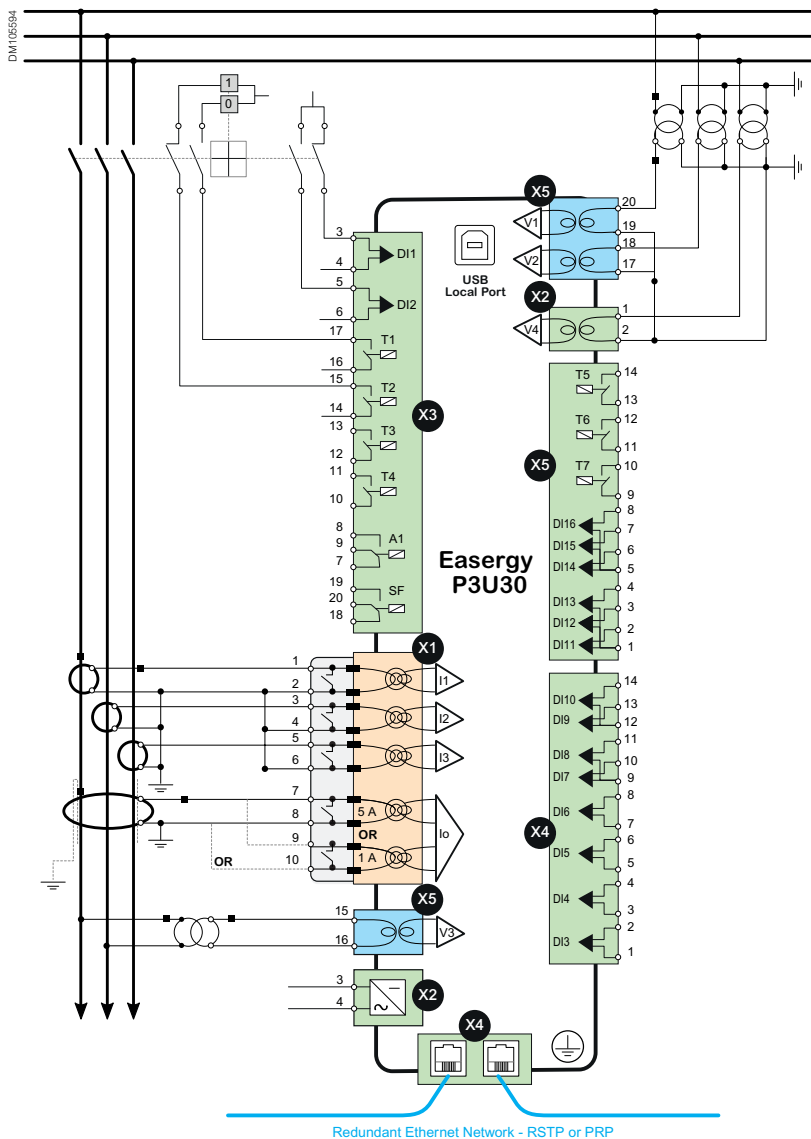 DM105594
1
0
X5
20
V1
19
18
V2
17
USB
Local Port
X2
1
V4
2
3
DI1
4
5
DI2
6
17
T1
16
15
T2
14
X3
13
T3
12
11
T4
10
8
9
A1
7
19
20
SF
18
Easergy
P3U30
T5
14
13
T6
12
11
X5
T7
10
9
8
DI16
7
DI15
6
DI14
5
4
DI13
3
DI12
2
DI11
1
X1
1
I1
2
3
I2
4
5
I3
6
7
5 A
8
OR
Io
9
1 A
10
OR
14
DI10
13
DI9
12
11
DI8
10
DI7
9
8
DI6
7
X4
6
DI5
5
4
DI4
3
2
DI3
1
X5
15
V3
16
X2
3
4
X4
Redundant Ethernet Network - RSTP or PRP